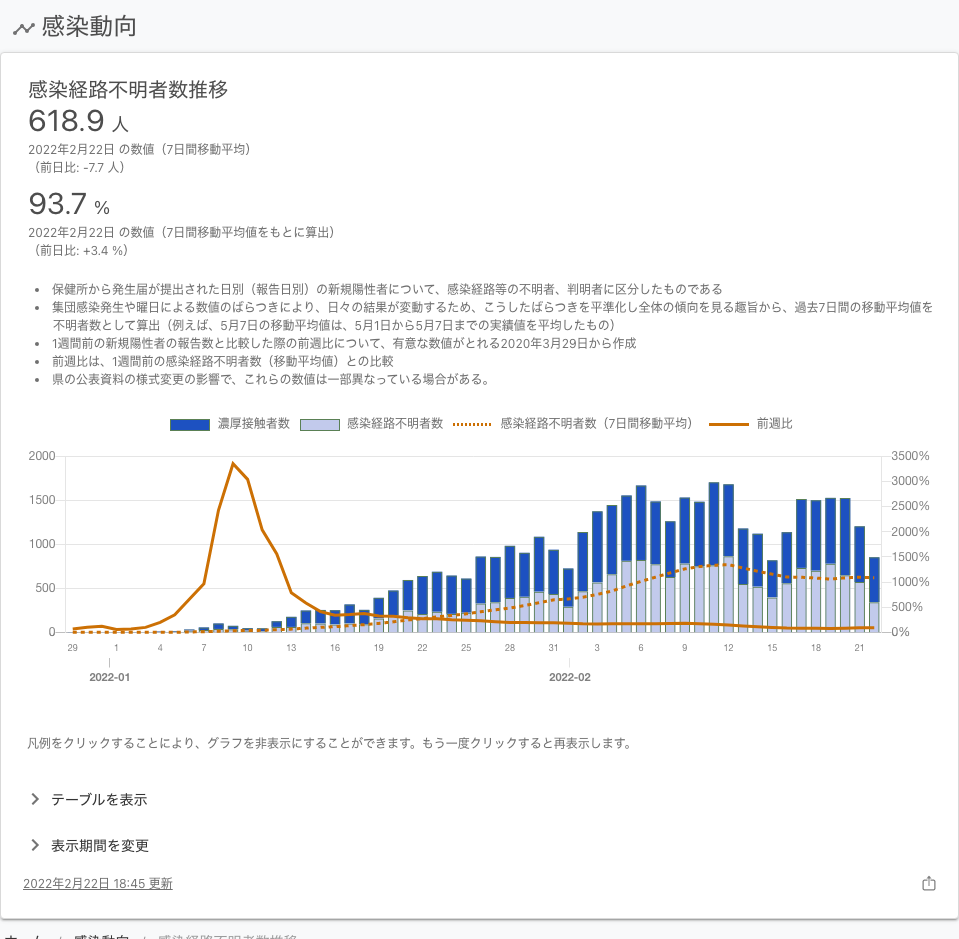 感染動向
感染経路不明者数推移
618.9 人
2022年2月22日 の数値（7日間移動平均）
（前日比: -7.7 人）
93.7 %
2022年2月22日 の数値（7日間移動平均値をもとに算出）
（前日比: +3.4 %）
• 保健所から発生届が提出された日別（報告日別）の新規陽性者について、感染経路等の不明者、判明者に区分したものである
• 集団感染発生や曜日による数値のばらつきにより、日々の結果が変動するため、こうしたばらつきを平準化し全体の傾向を見る趣旨から、過去7日間の移動平均値を
不明者数として算出（例えば、5月7日の移動平均値は、5月1日から5月7日までの実績値を平均したもの）
• 1週間前の新規陽性者の報告数と比較した際の前週比について、有意な数値がとれる2020年3月29日から作成
• 前週比は、1週間前の感染経路不明者数（移動平均値）との比較
• 県の公表資料の様式変更の影響で、これらの数値は一部異なっている場合がある。
濃厚接触者数 感染経路不明者数 感染経路不明者数（7日間移動平均） 前週比
2000 3500%
3000%
1500 2500%
2000%
1000 1500%
1000%
500 500%
0 0%
29 1 4 7 10 13 16 19 22 25 28 31 3 6 9 12 15 18 21
2022-01 2022-02
凡例をクリックすることにより、グラフを非表示にすることができます。もう一度クリックすると再表示します。
テーブルを表示
表示期間を変更
2022年2月22日 18:45 更新
ホーム / 感染動向 / 感染経路不明者数推移